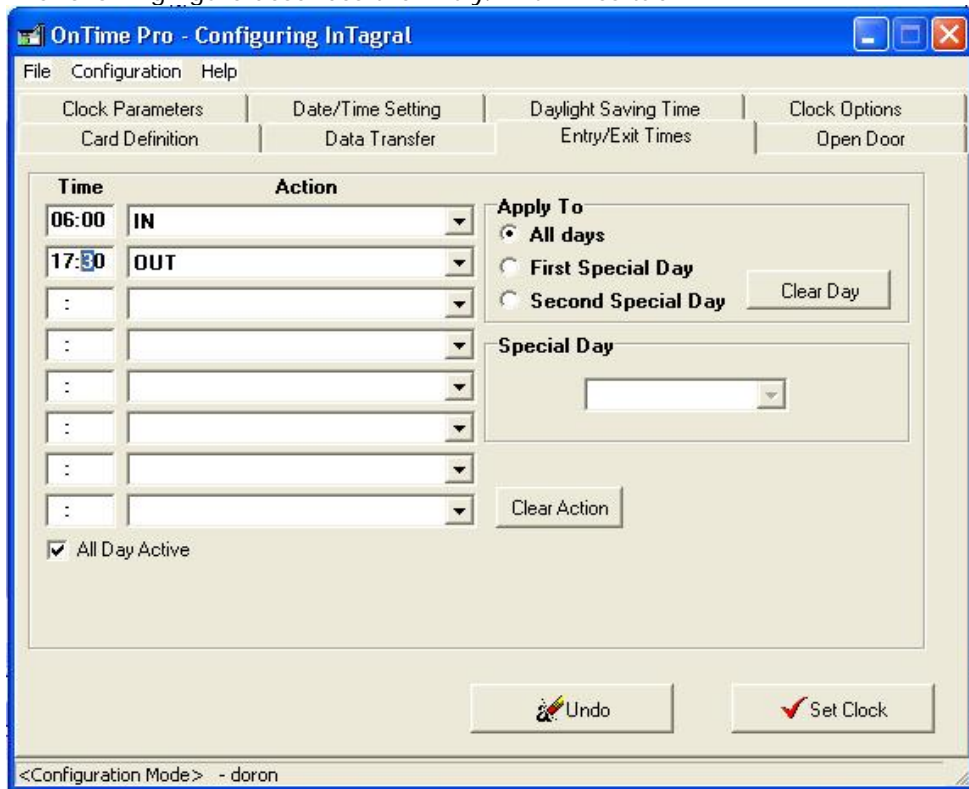 OnTime Pro - Configuring InTagral
File Configuration Help
Clock Parameters Date/Time Setting Daylight Saving Time Clock Options
Card Definition Data Transfer Entry/Exit Times Open Door
Time Action
06:00 IN
17:30 OUT
:
:
:
:
:
:
All Day Active
Apply To
All days
First Special Day
Second Special Day
Clear Day
Special Day
Clear Action
Undo Set Clock
<Configuration Mode> - doron